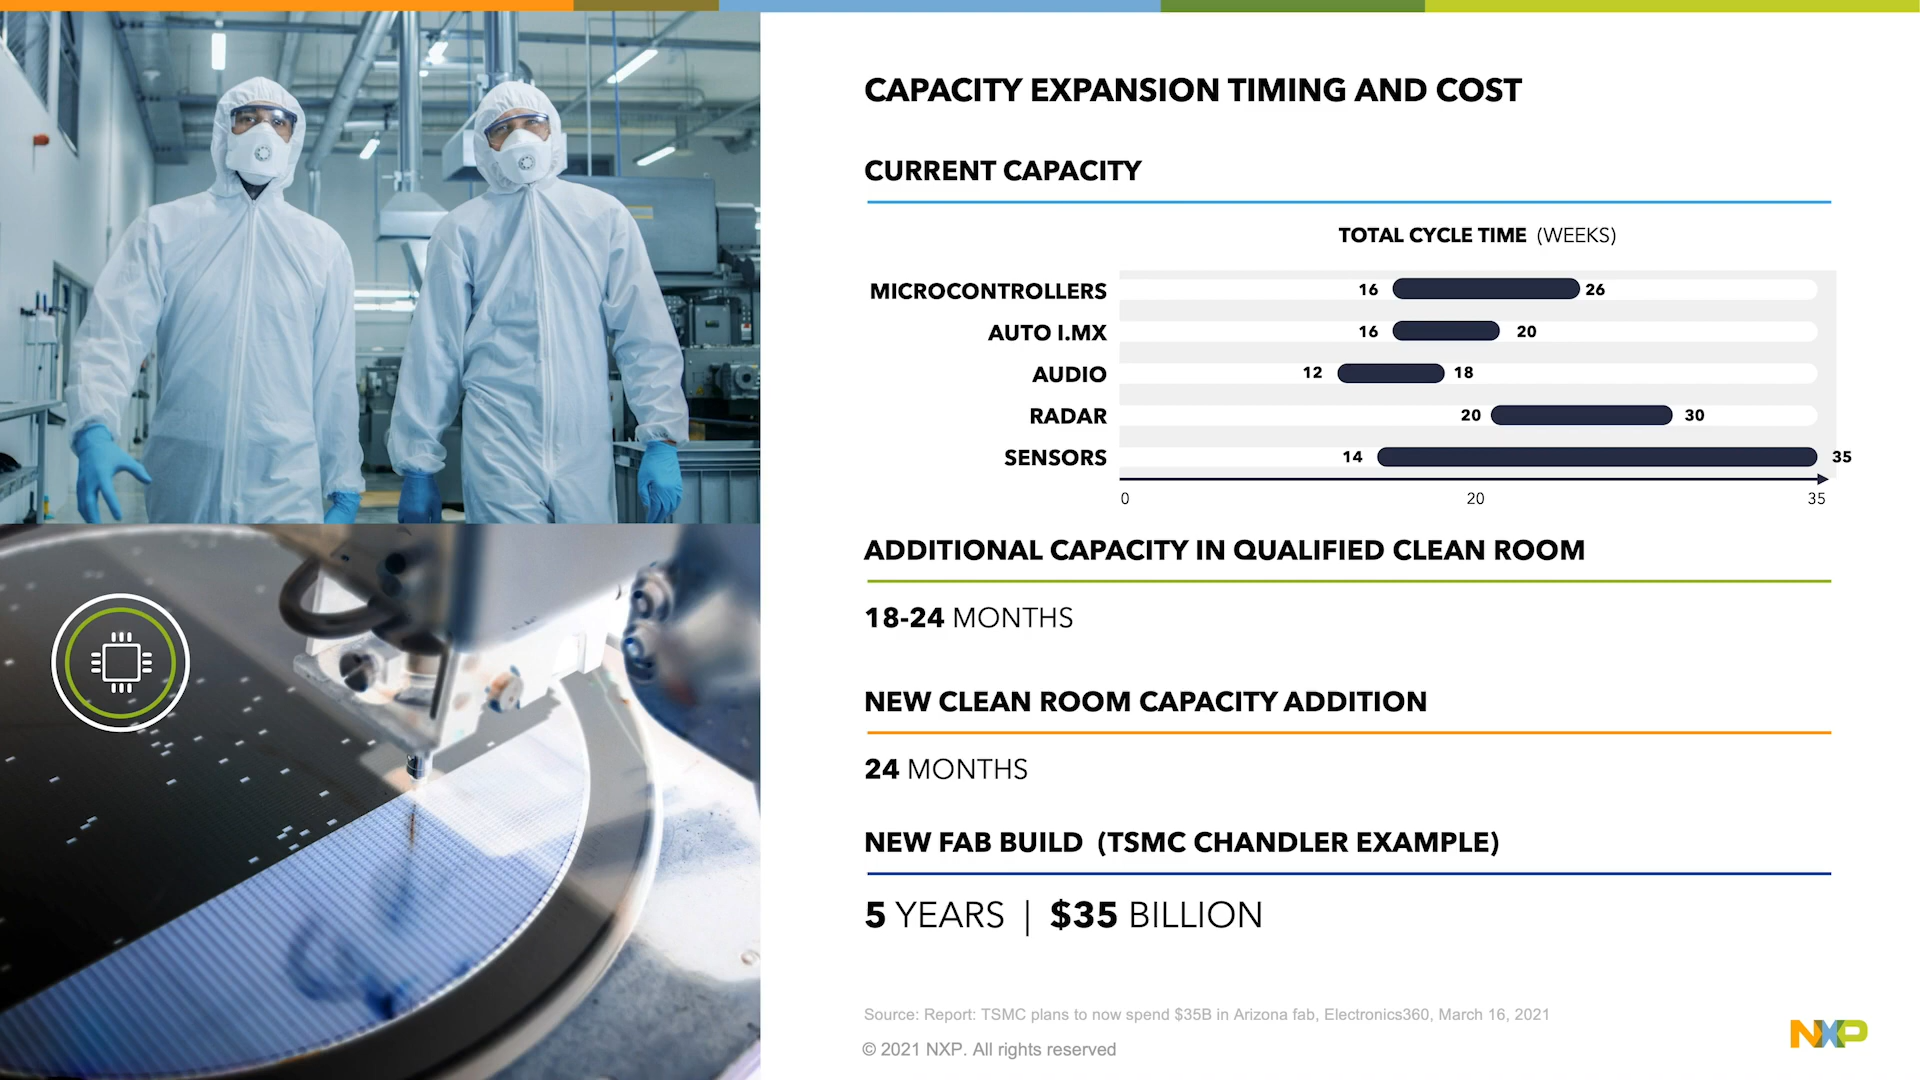 CAPACITY EXPANSION TIMING AND COST
CURRENT CAPACITY
TOTAL CYCLE TIME (WEEKS)
MICROCONTROLLERS 16 26
AUTO I.MX 16 20
AUDIO 12 18
RADAR 20 30
SENSORS 14 35
0 20 35
ADDITIONAL CAPACITY IN QUALIFIED CLEAN ROOM
18-24 MONTHS
NEW CLEAN ROOM CAPACITY ADDITION
24 MONTHS
NEW FAB BUILD (TSMC CHANDLER EXAMPLE)
5 YEARS | $35 BILLION
Source: Report: TSMC plans to now spend $35B in Arizona fab, Electronics360, March 16, 2021
© 2021 NXP. All rights reserved
NXP